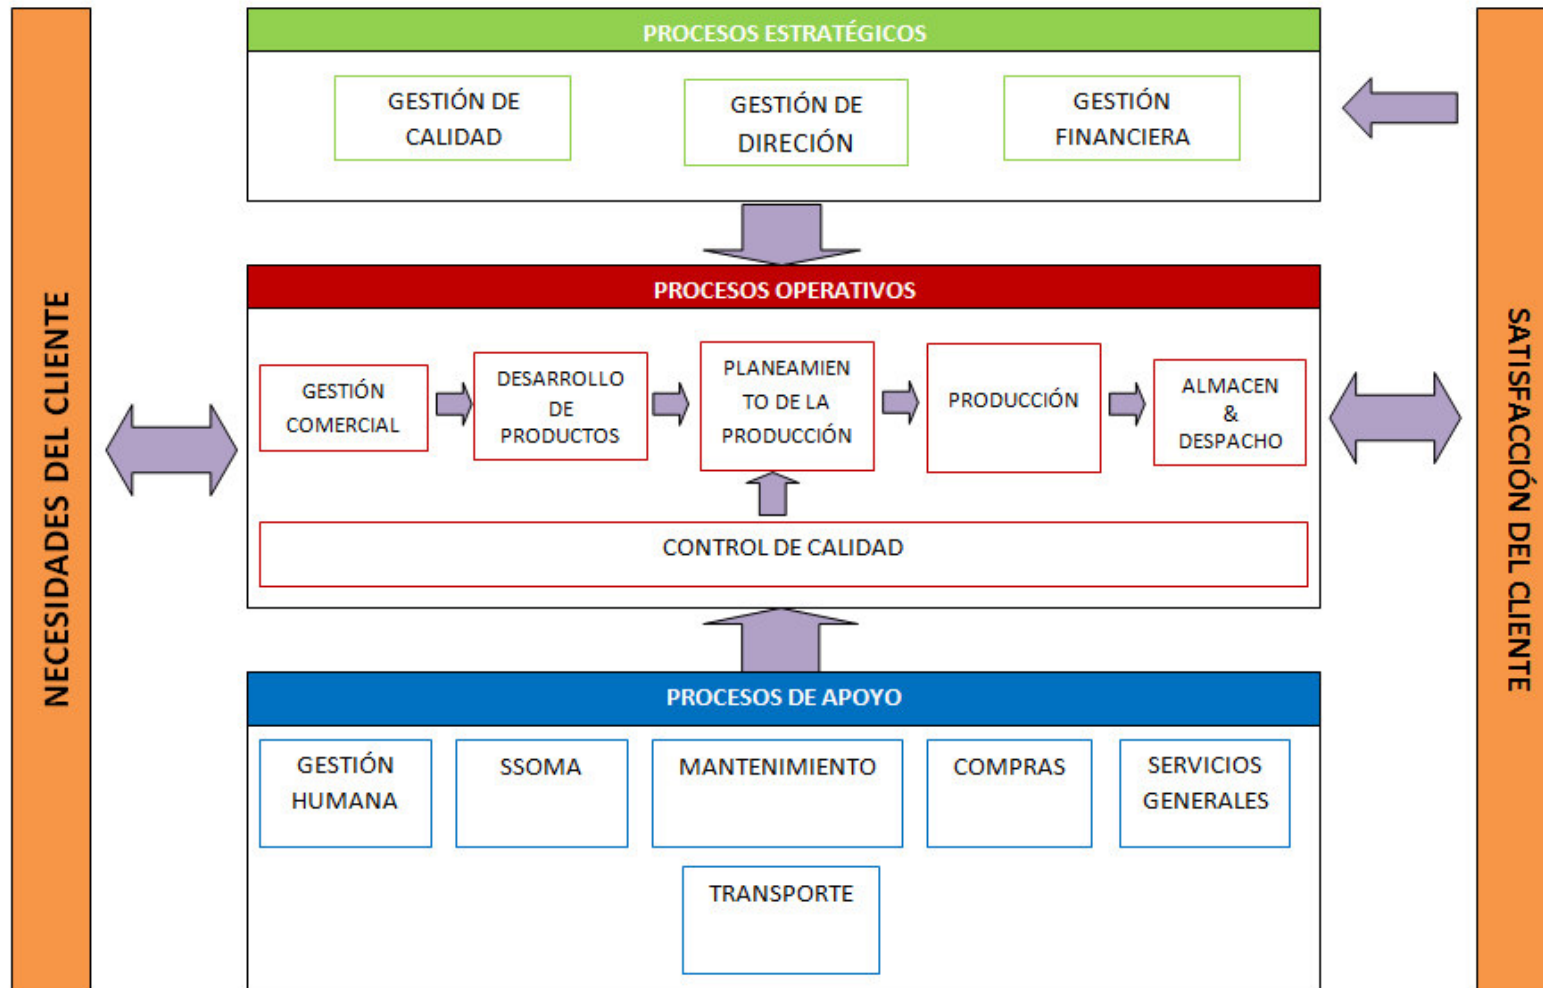 PROCESOS ESTRATÉGICOS
GESTIÓN DE
CALIDAD
GESTIÓN DE
DIRECIÓN
GESTIÓN
FINANCIERA
NECESIDADES DEL CLIENTE
PROCESOS OPERATIVOS
GESTIÓN
COMERCIAL
DESARROLLO
DE
PRODUCTOS
PLANEAMIEN
TO DE LA
PRODUCCIÓN
PRODUCCIÓN
ALMACEN
&
DESPACHO
CONTROL DE CALIDAD
SATISFACCIÓN DEL CLIENTE
PROCESOS DE APOYO
GESTIÓN
HUMANA
SSOMA
MANTENIMIENTO
COMPRAS
SERVICIOS
GENERALES
TRANSPORTE